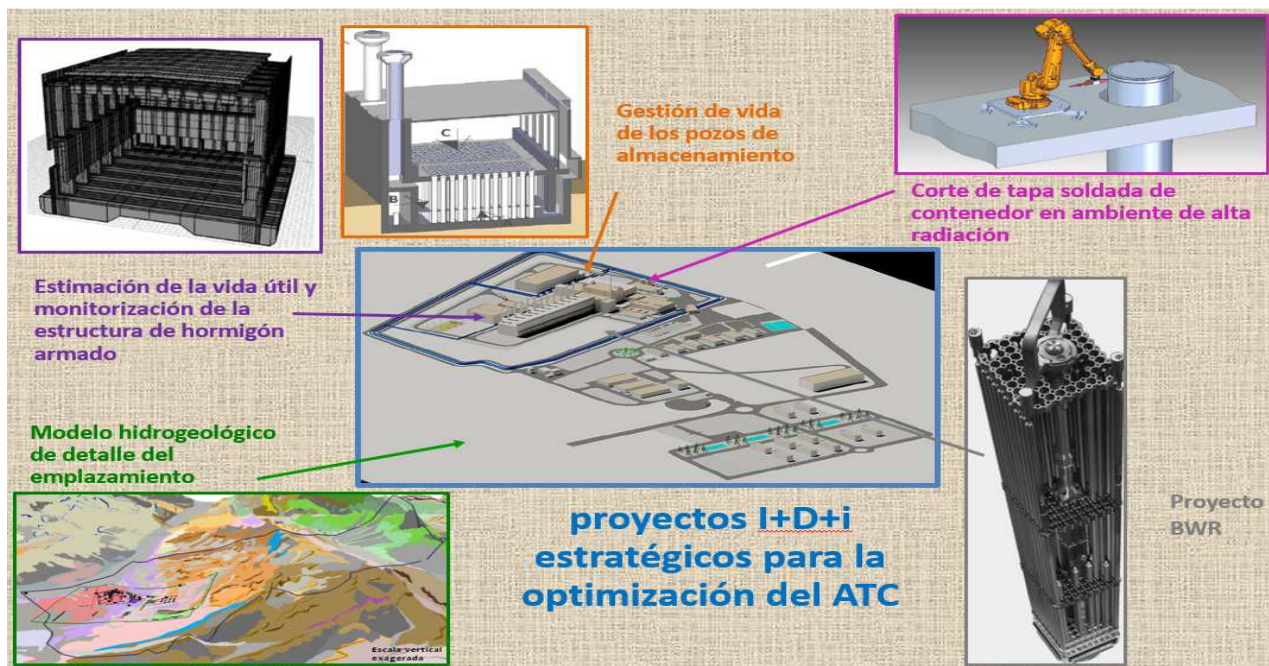 Gestión de vida
de los pozos de
almacenamiento
C
B
Corte de tapa soldada de
contenedor en ambiente de alta
radiación
Estimación de la vida útil y
monitorización de la
estructura de hormigón
armado
Modelo hidrogeológico
de detalle del
emplazamiento
Proyecto
BWR
proyectos I+D+i
estratégicos para la
optimización del ATC
Escala vertical
exagerada